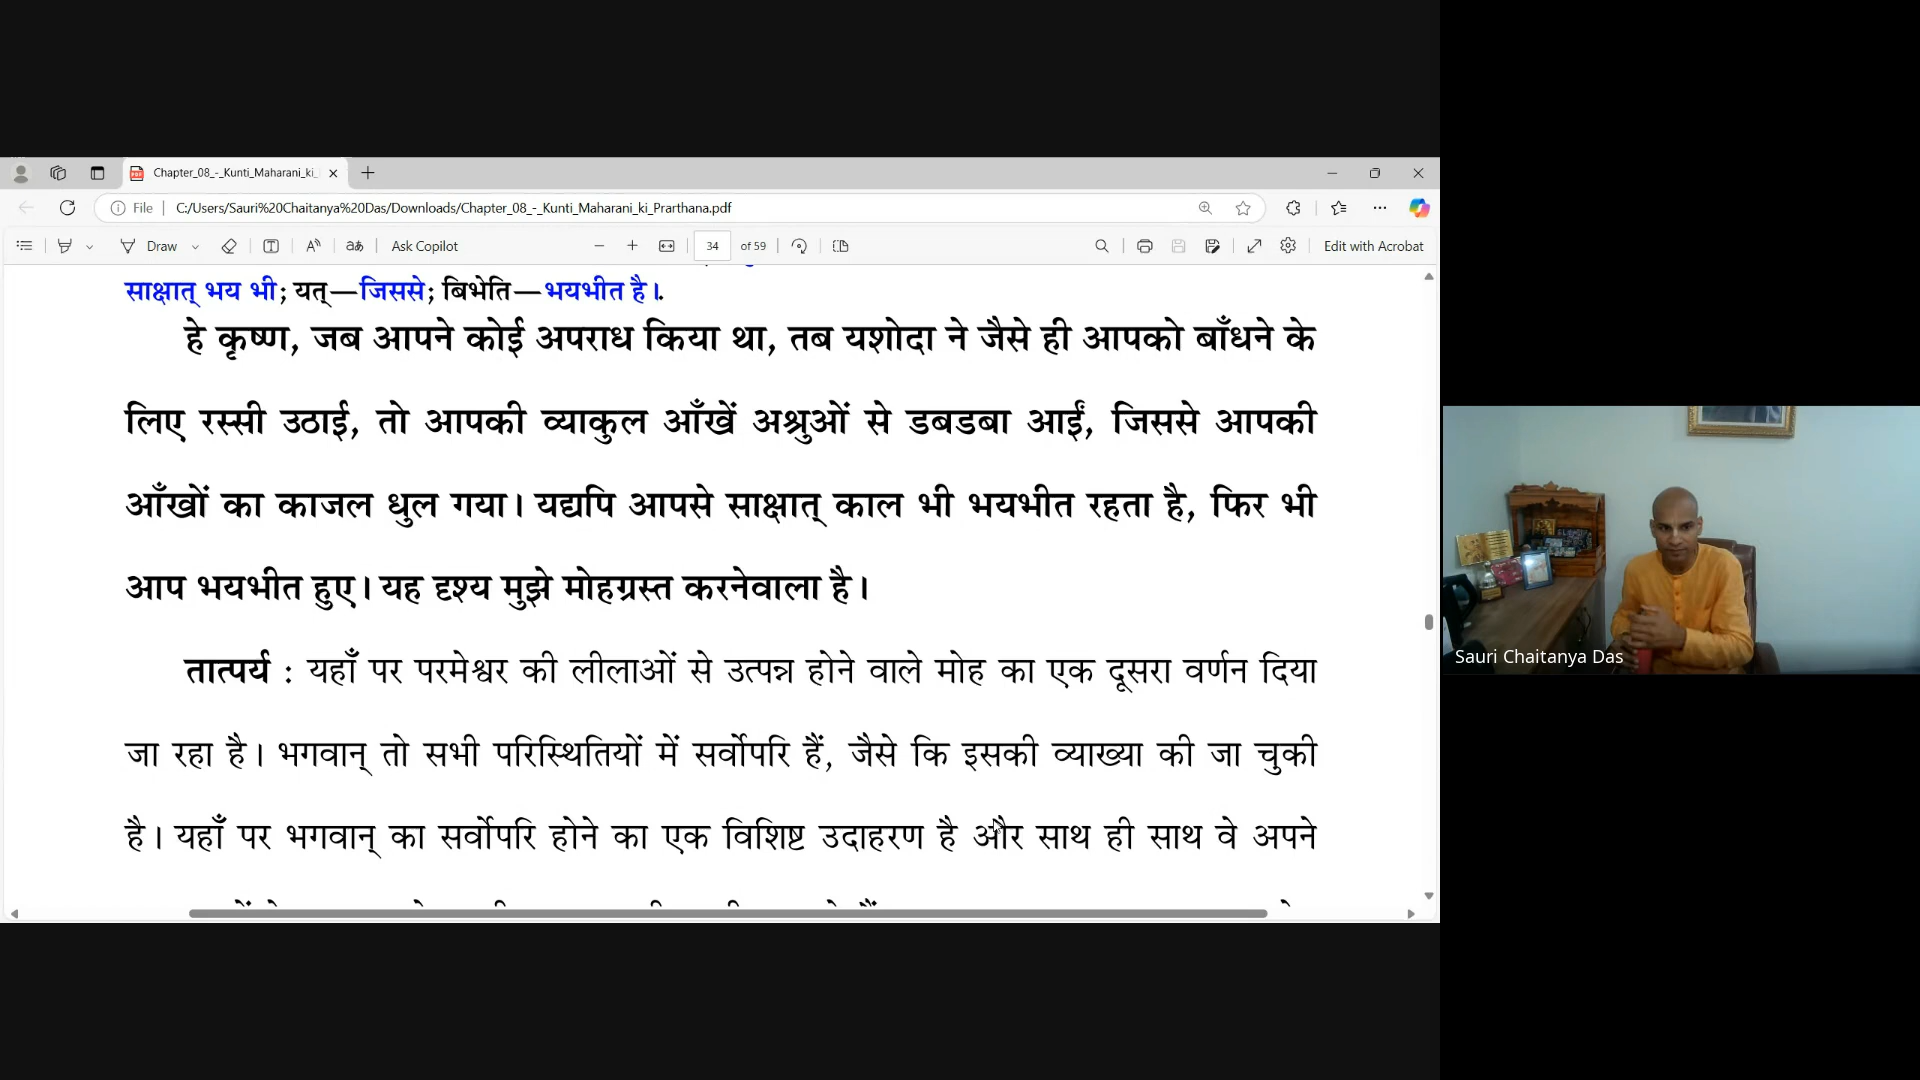 Chapter_08_-_Kunti_Maharani_ki_
File
C:/Users/Sauri%20Chaitanya%20Das/Downloads/Chapter_08_-_Kunti_Maharani_ki_Prarthana.pdf
Draw
Ask Copilot
34 of 59
Edit with Acrobat
साक्षात् भय भी; यत्—जिससे; बिभेति—भयभीत है।.
हे कृष्ण, जब आपने कोई अपराध किया था, तब यशोदा ने जैसे ही आपको बाँधने के
लिए रस्सी उठाई, तो आपकी व्याकुल आँखें अश्रुओं से डबडबा आईं, जिससे आपकी
आँखों का काजल धुल गया। यद्यपि आपसे साक्षात् काल भी भयभीत रहता है, फिर भी
आप भयभीत हुए। यह दृश्य मुझे मोहग्रस्त करनेवाला है।
तात्पर्य : यहाँ पर परमेश्वर की लीलाओं से उत्पन्न होने वाले मोह का एक दूसरा वर्णन दिया
जा रहा है। भगवान् तो सभी परिस्थितियों में सर्वोपरि हैं, जैसे कि इसकी व्याख्या की जा चुकी
है। यहाँ पर भगवान् का सर्वोपरि होने का एक विशिष्ट उदाहरण है और साथ ही साथ वे अपने
Sauri Chaitanya Das